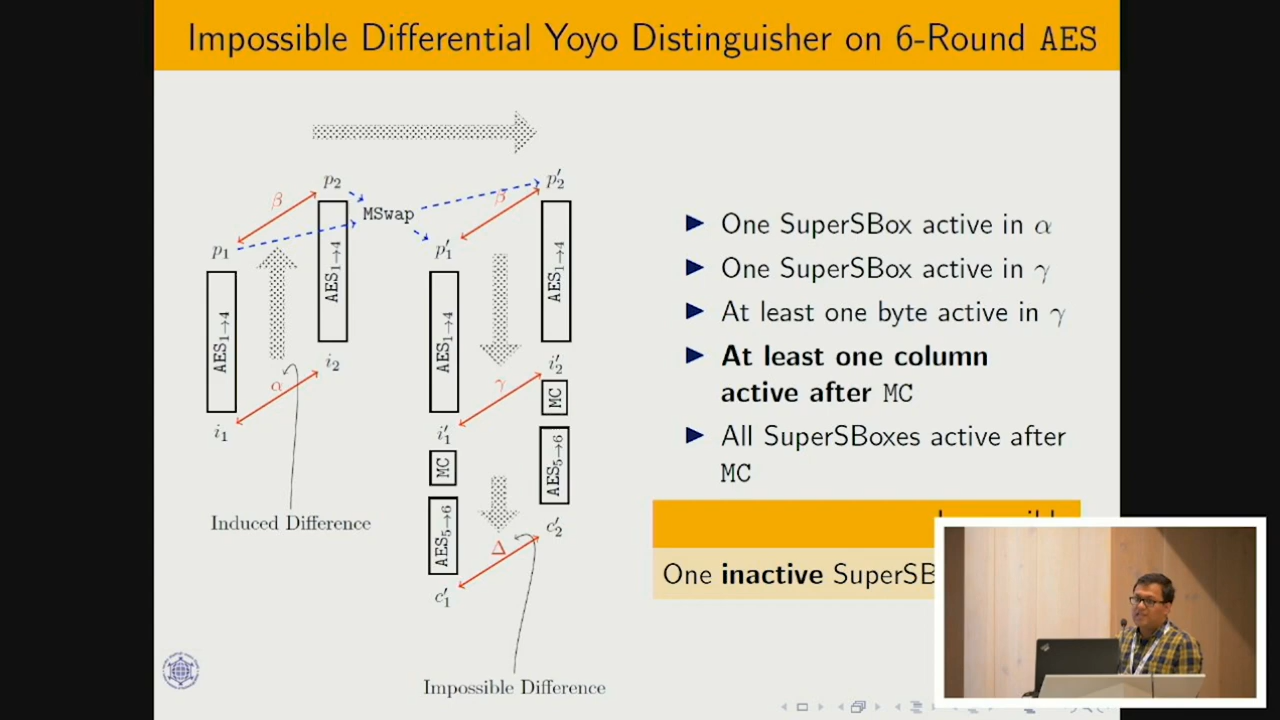 Impossible Differential Yoyo Distinguisher on 6-Round AES
p₂
p′₂
β
β
MSwap
p₁
p′₁
AES₁→₄
AES₁→₄
AES₁→₄
AES₁→₄
i₂
i′₂
α
γ
i₁
i′₁
MC
MC
AES₅→₆
AES₅→₆
Induced Difference
c′₂
Δ
c′₁
Impossible Difference
▶ One SuperSBox active in α
▶ One SuperSBox active in γ
▶ At least one byte active in γ
▶ At least one column
active after MC
▶ All SuperSBoxes active after
MC
One inactive SuperSB